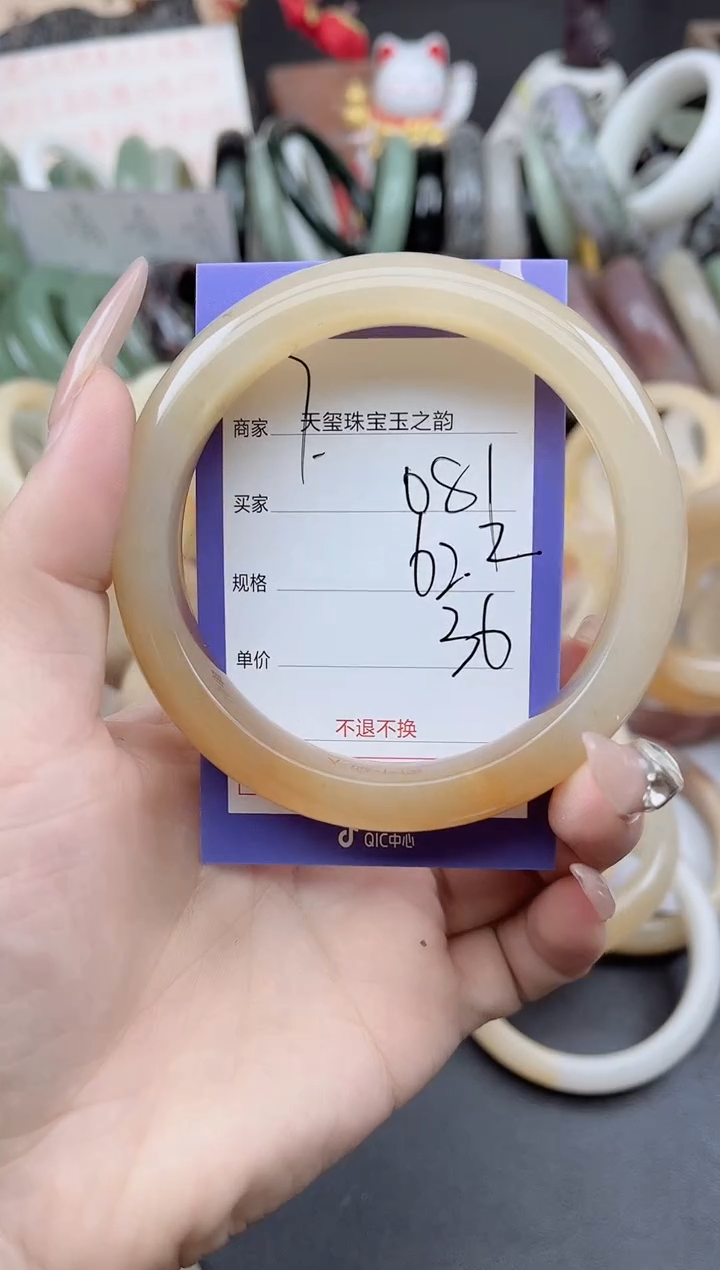 商家 天玺珠宝玉之韵
买家 081
规格 62.2
单价 36
不退不换
QIC中心